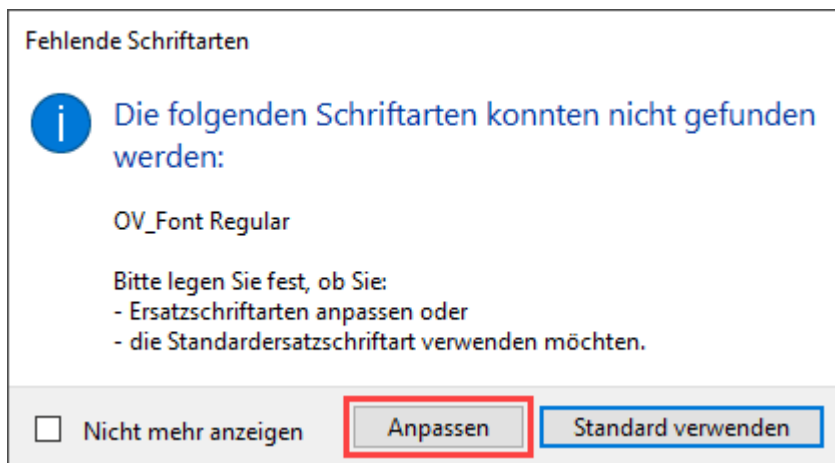 Fehlende Schriftarten
Die folgenden Schriftarten konnten nicht gefunden
werden:
OV_Font Regular
Bitte legen Sie fest, ob Sie:
- Ersatzschriftarten anpassen oder
- die Standardersatzschriftart verwenden möchten.
Nicht mehr anzeigen
Anpassen
Standard verwenden